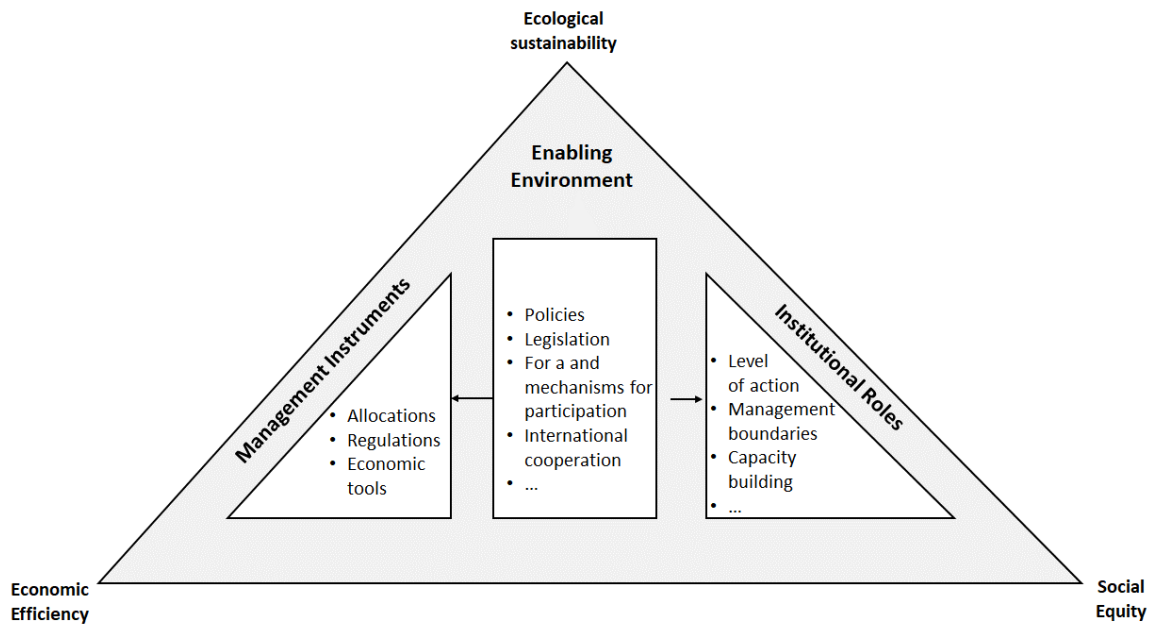 Ecological
sustainability
Enabling
Environment
Management Instruments
• Allocations
• Regulations
• Economic
tools
• Policies
• Legislation
• For a and
mechanisms for
participation
• International
cooperation
• ...
Institutional Roles
• Level
of action
• Management
boundaries
• Capacity
building
• ...
Economic
Efficiency
Social
Equity